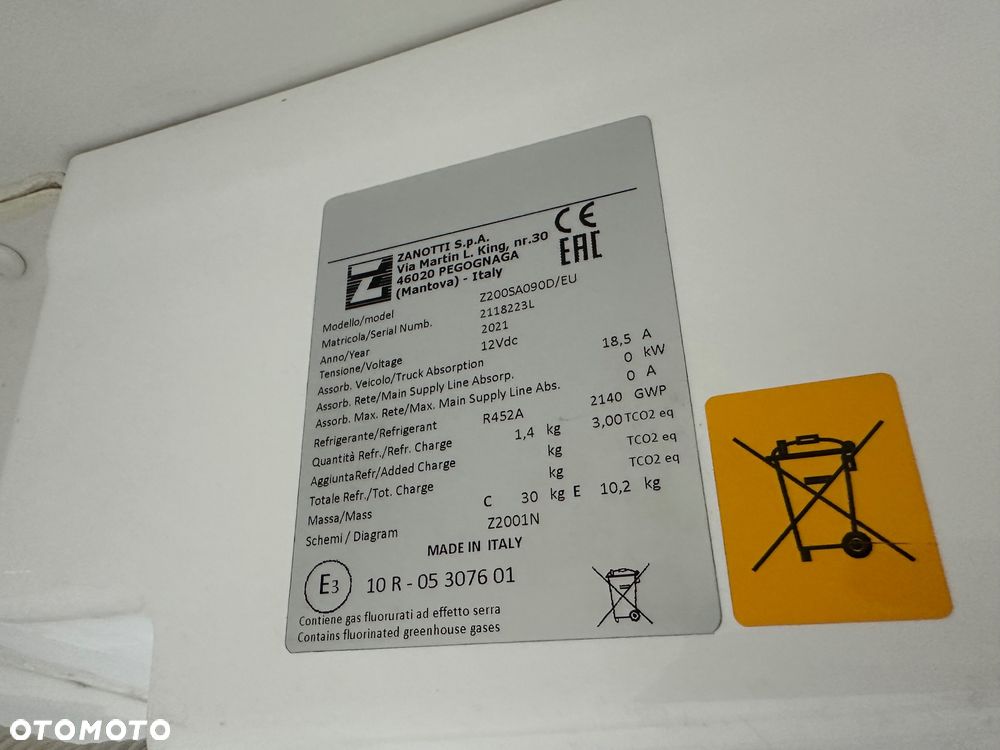 ZANOTTI S.p.A.
Via Martin L. King, nr.30
46020 PEGOGNAGA
(Mantova) - Italy
CE
EAC
Z
Modello/model Z200SA090D/EU
Matricola/Serial Numb. 2118223L
Anno/Year 2021
Tensione/Voltage 12Vdc
Assorb. Veicolo/Truck Absorption 18,5 A
Assorb. Rete/Main Supply Line Absorp. 0 kW
Assorb. Max. Rete/Max. Main Supply Line Abs. 0 A
Refrigerante/Refrigerant R452A 2140 GWP
Quantità Refr./Refr. Charge 1,4 kg 3,00 TCO2 eq
AggiuntaRefr/Added Charge kg TCO2 eq
Totale Refr./Tot. Charge kg TCO2 eq
Massa/Mass C 30 kg E 10,2 kg
Schemi / Diagram Z2001N
MADE IN ITALY
E3 10 R - 05 3076 01
Contiene gas fluorurati ad effetto serra
Contains fluorinated greenhouse gases
OTOMOTO